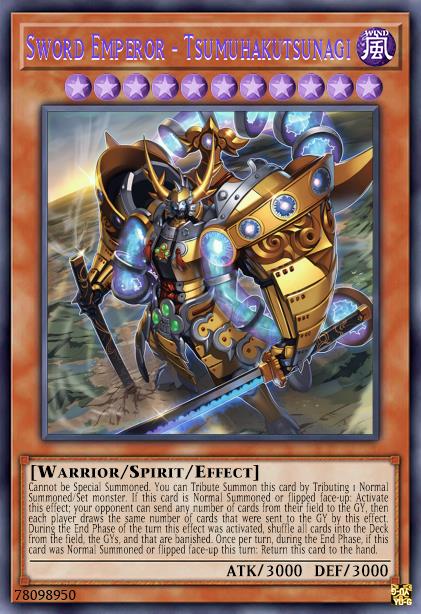 Sword Emperor - Tsumuhakutsunagi
WIND
風
[Warrior/Spirit/Effect]
Cannot be Special Summoned. You can Tribute Summon this card by Tributing 1 Normal
Summoned/Set monster. If this card is Normal Summoned or flipped face-up: Activate
this effect; your opponent can send any number of cards from their field to the GY, then
each player draws the same number of cards that were sent to the GY by this effect.
During the End Phase of the turn this effect was activated, shuffle all cards into the Deck
from the field, the GYs, and that are banished. Once per turn, during the End Phase, if this
card was Normal Summoned or flipped face-up this turn: Return this card to the hand.
ATK/3000 DEF/3000
78098950